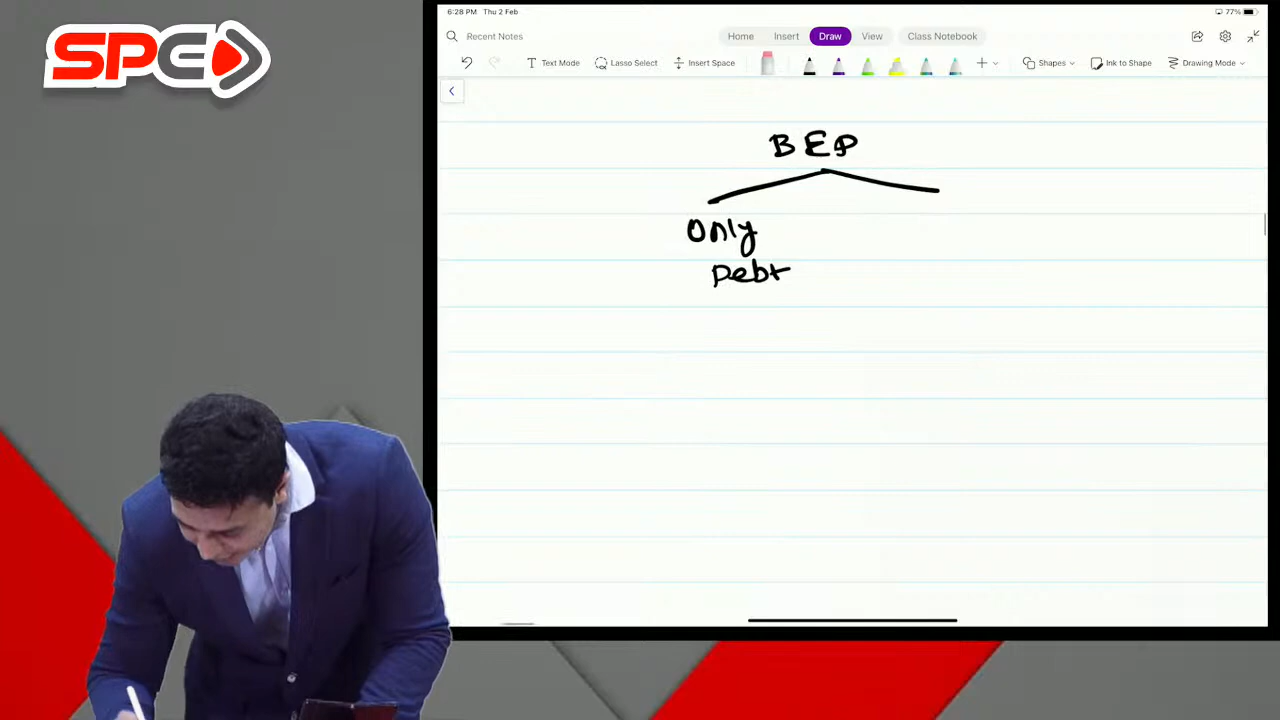 SPED
6:28 PM Thu 2 Feb
77%
Recent Notes
Home Insert Draw View Class Notebook
Text Mode Lasso Select Insert Space Shapes Ink to Shape Drawing Mode
BEP
Only
Debt